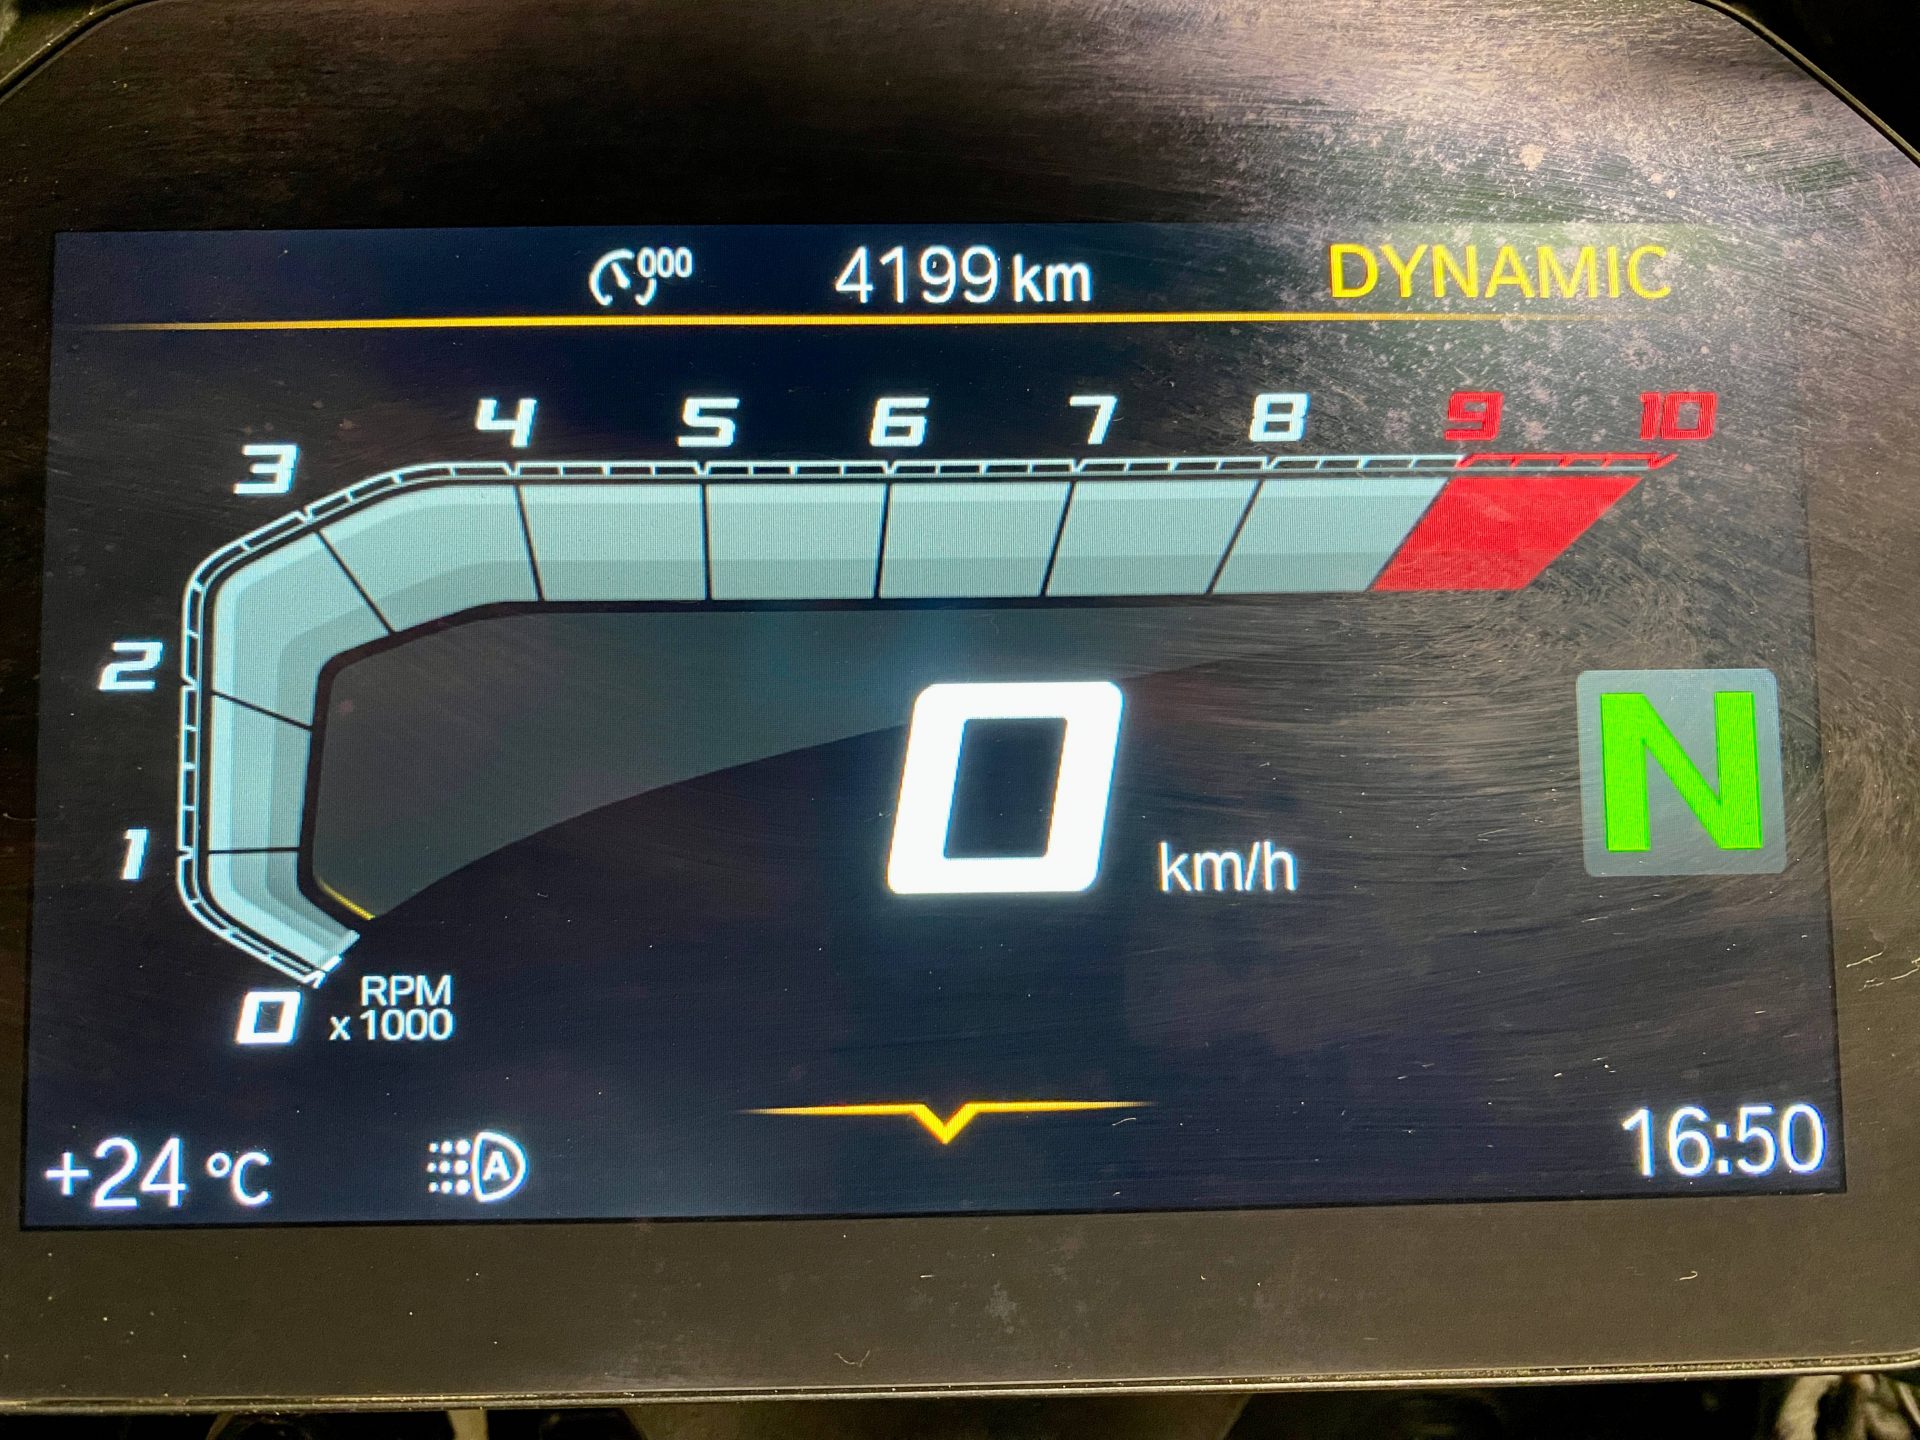 000 4199 km DYNAMIC
4 5 6 7 8 9 10
3
2
1
0 km/h N
0 RPM
x 1000
+24 °C A 16:50